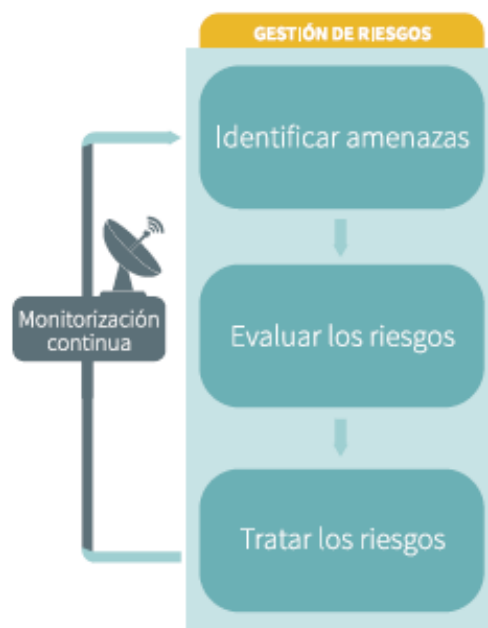 GESTIÓN DE RIESGOS
Identificar amenazas
Monitorización
continua
Evaluar los riesgos
Tratar los riesgos